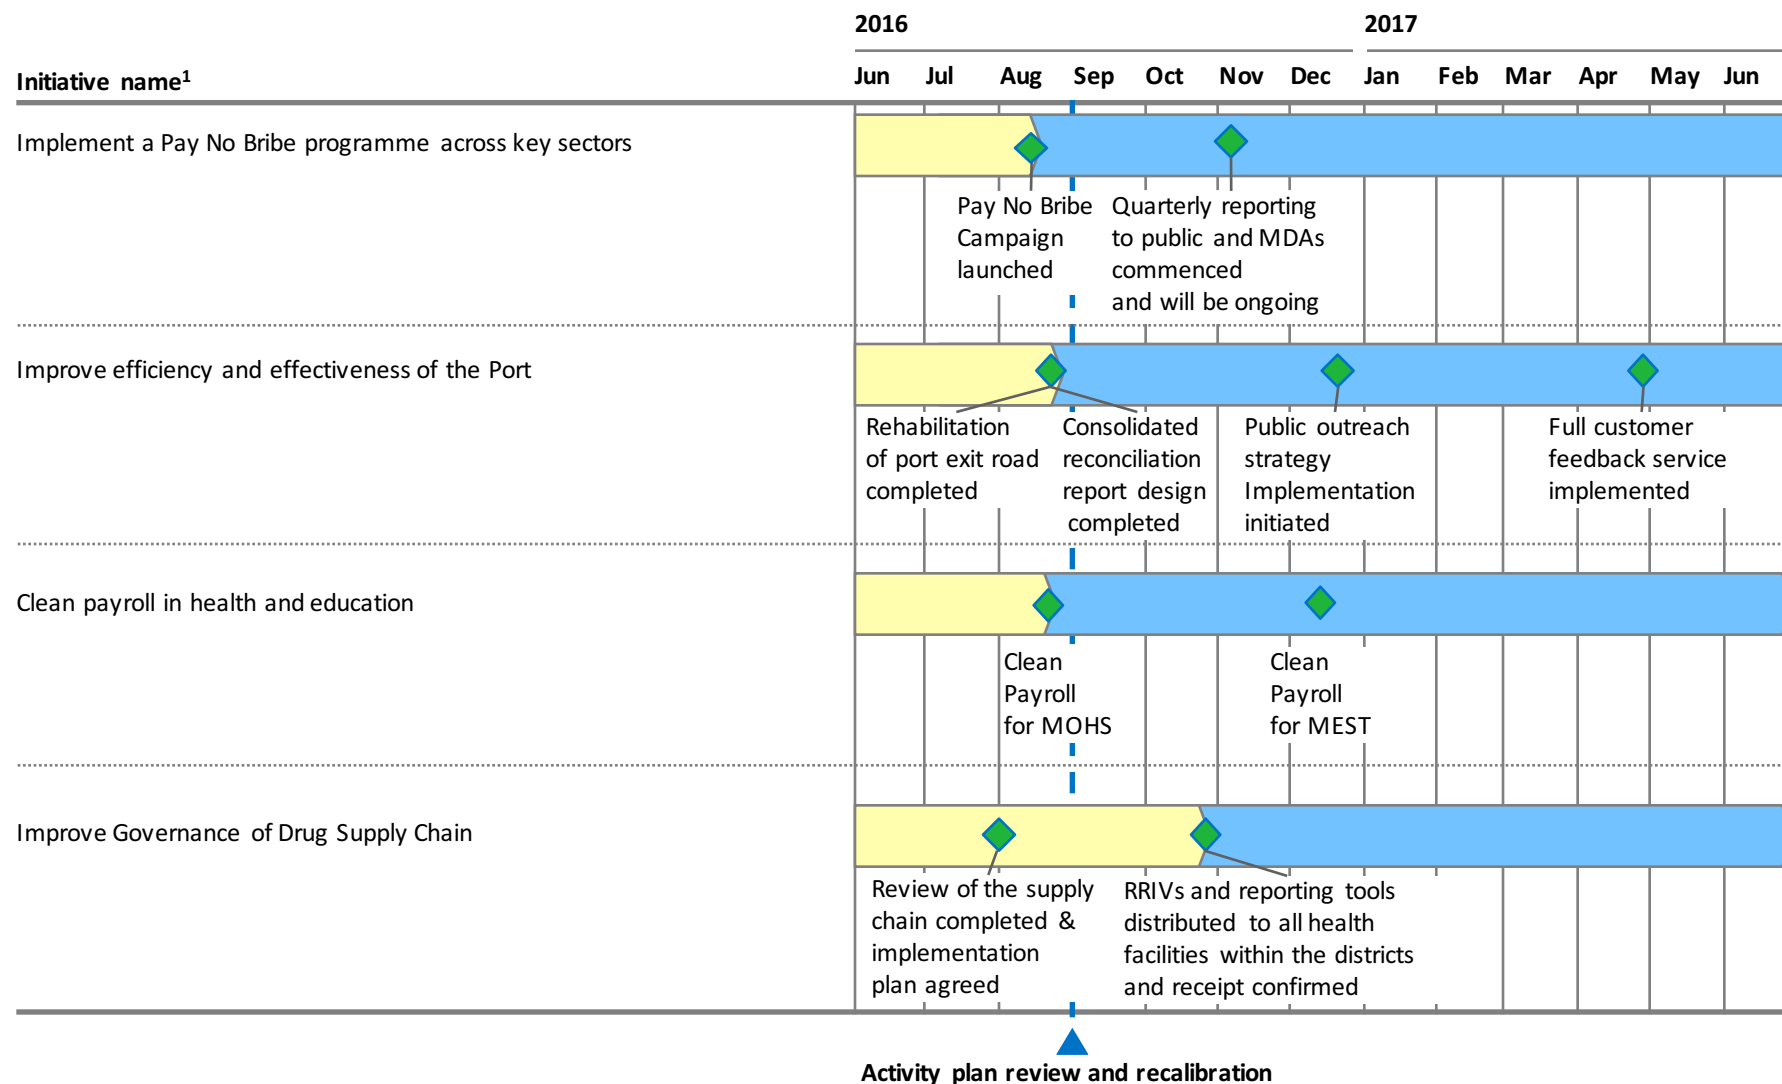 2016
2017
Initiative name1
Jun Jul Aug Sep Oct Nov Dec Jan Feb Mar Apr May Jun
Implement a Pay No Bribe programme across key sectors
Pay No Bribe
Campaign
launched
Quarterly reporting
to public and MDAs
commenced
and will be ongoing
Improve efficiency and effectiveness of the Port
Rehabilitation
of port exit road
completed
Consolidated
reconciliation
report design
completed
Public outreach
strategy
Implementation
initiated
Full customer
feedback service
implemented
Clean payroll in health and education
Clean
Payroll
for MOHS
Clean
Payroll
for MEST
Improve Governance of Drug Supply Chain
Review of the supply
chain completed &
implementation
plan agreed
RRIVs and reporting tools
distributed to all health
facilities within the districts
and receipt confirmed
Activity plan review and recalibration